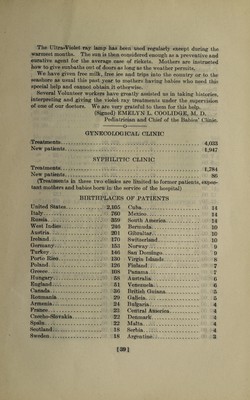 The Ultra-Violet ray lamp has been used regularly except during the
warmest months. The sun is then considered enough as a preventive and
curative agent for the average case of rickets. Mothers are instructed
how to give sunbaths out of doors as long as the weather permits.
We have given free milk, free ice and trips into the country or to the
seashore as usual this past year to mothers having babies who need this
special help and cannot obtain it otherwise.
Several Volunteer workers have greatly assisted us in taking histories,
interpreting and giving the violet ray treatments under the supervision
of one of our doctors. We are very grateful to them for this help.
(Signed) EMELYN L. COOLIDGE, M. D.
Pediatrician and Chief of the Babies' Clinic.
GYNECOLOGICAL CLINIC
Treatments 4,033
New patients 1,947
SYPHILITIC CLINIC
Treatments 1,784
New patients 86
(Treatments in these two clinics are limited to former patients, expec-
tant mothers and babies born in the service of the hospital)
BIRTHPLACES OF PATIENTS
United States 2,105 Cuba 14
Italy 760 Mexico 14
Russia 359 South America 14
West Indies 246 Bermuda 10
Austria 201 Gibraltar 10
Ireland 170 Switzerland 10
Germany 153 Norway 9
Turkey 146 San Domingo 9
Porto Rico 130 Virgin Islands 8
Poland 126 Finland 7
Greece 108 Panama 7
Hungary 58 Australia 6
England 51 Venezuela 6
Canada 36 British Guinea 5
Roumania 29 Galicia 5
Armenia 24 Bulgaria 4
France 23 Central America 4
Czecho-Slovakia 22 Denmark 4
Spain 22 Malta 4
Scotland 18 Serbia 4
Sweden 18 Argentine 3
[39]